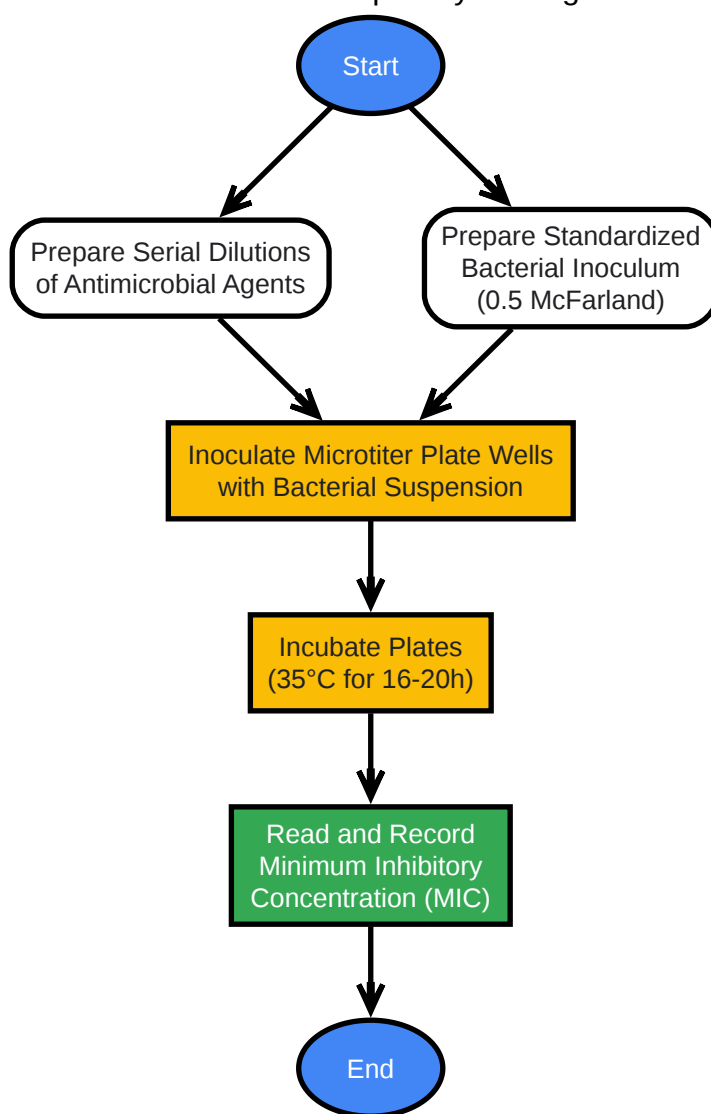 Start
Prepare Serial Dilutions
of Antimicrobial Agents
Prepare Standardized
Bacterial Inoculum
(0.5 McFarland)
Inoculate Microtiter Plate Wells
with Bacterial Suspension
Incubate Plates
(35°C for 16-20h)
Read and Record
Minimum Inhibitory
Concentration (MIC)
End